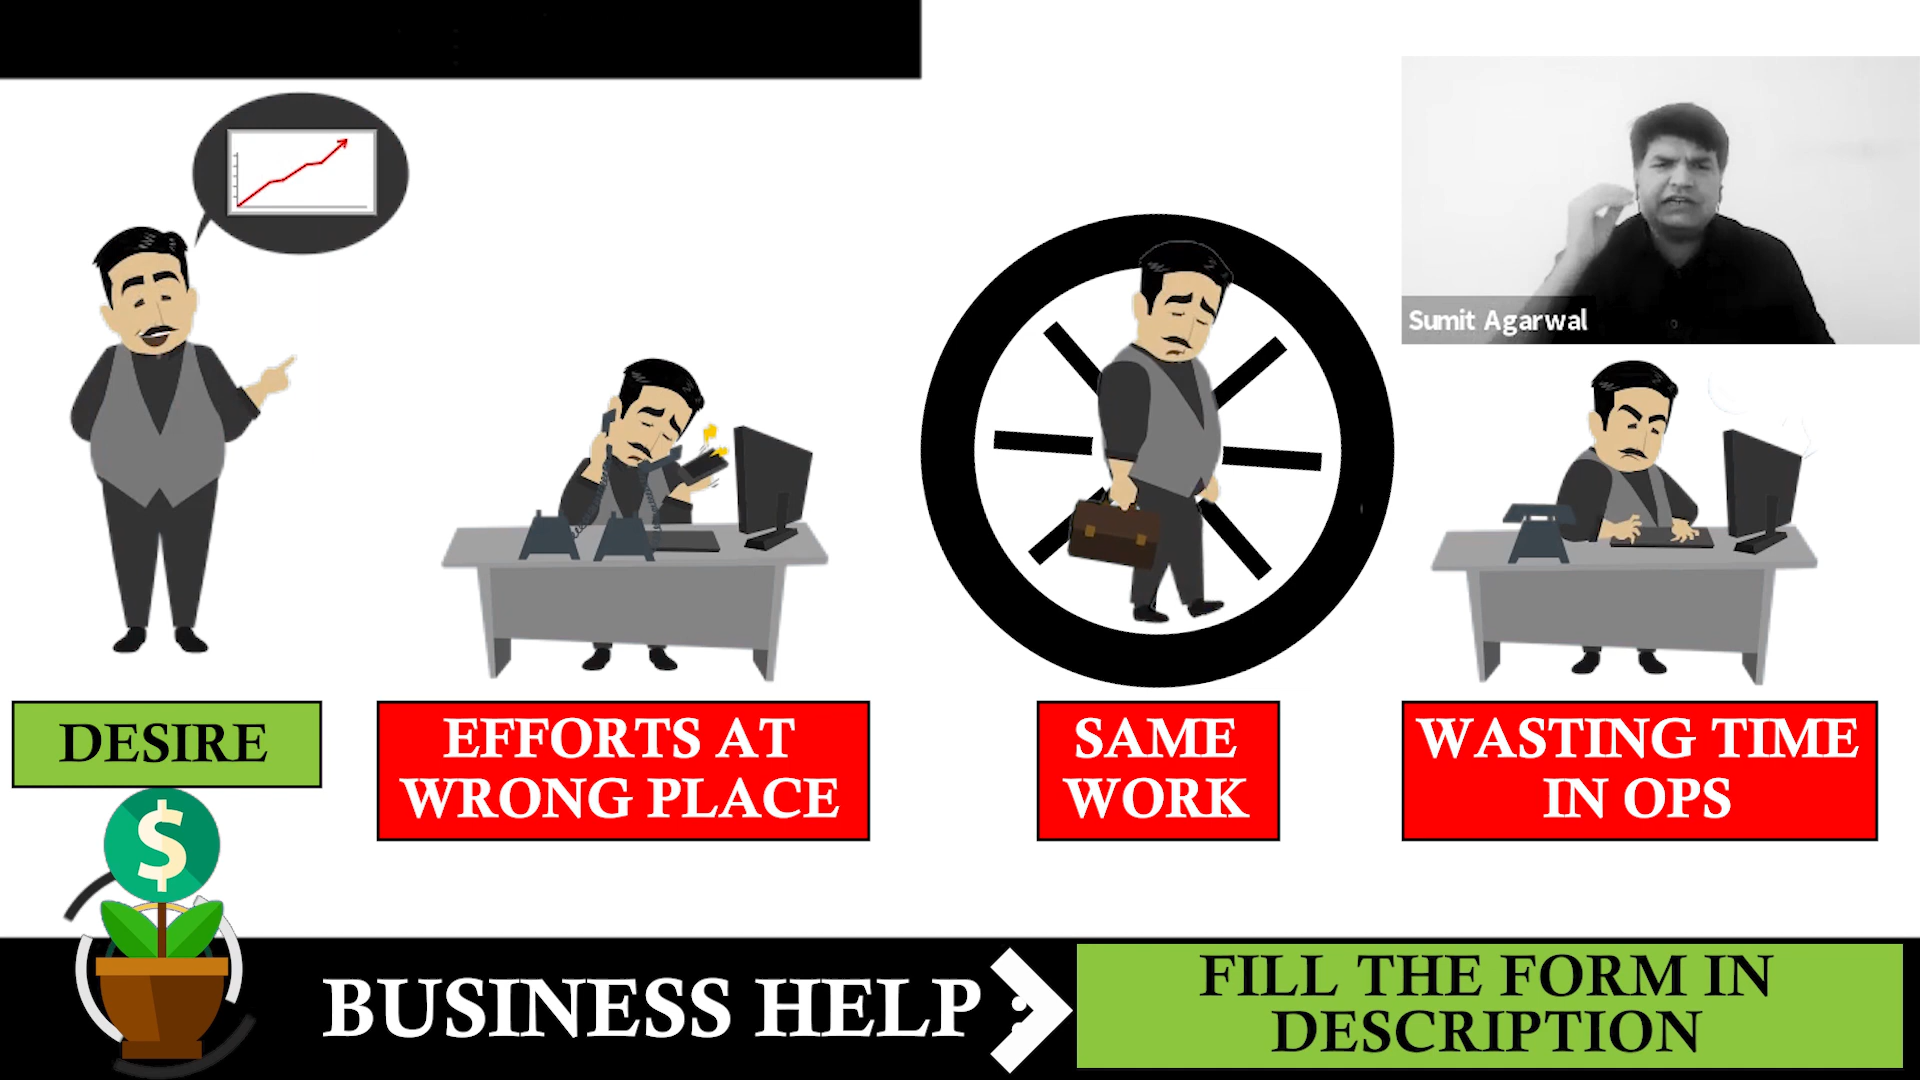 Sumit Agarwal
DESIRE
EFFORTS AT
WRONG PLACE
SAME
WORK
WASTING TIME
IN OPS
$
BUSINESS HELP
FILL THE FORM IN
DESCRIPTION